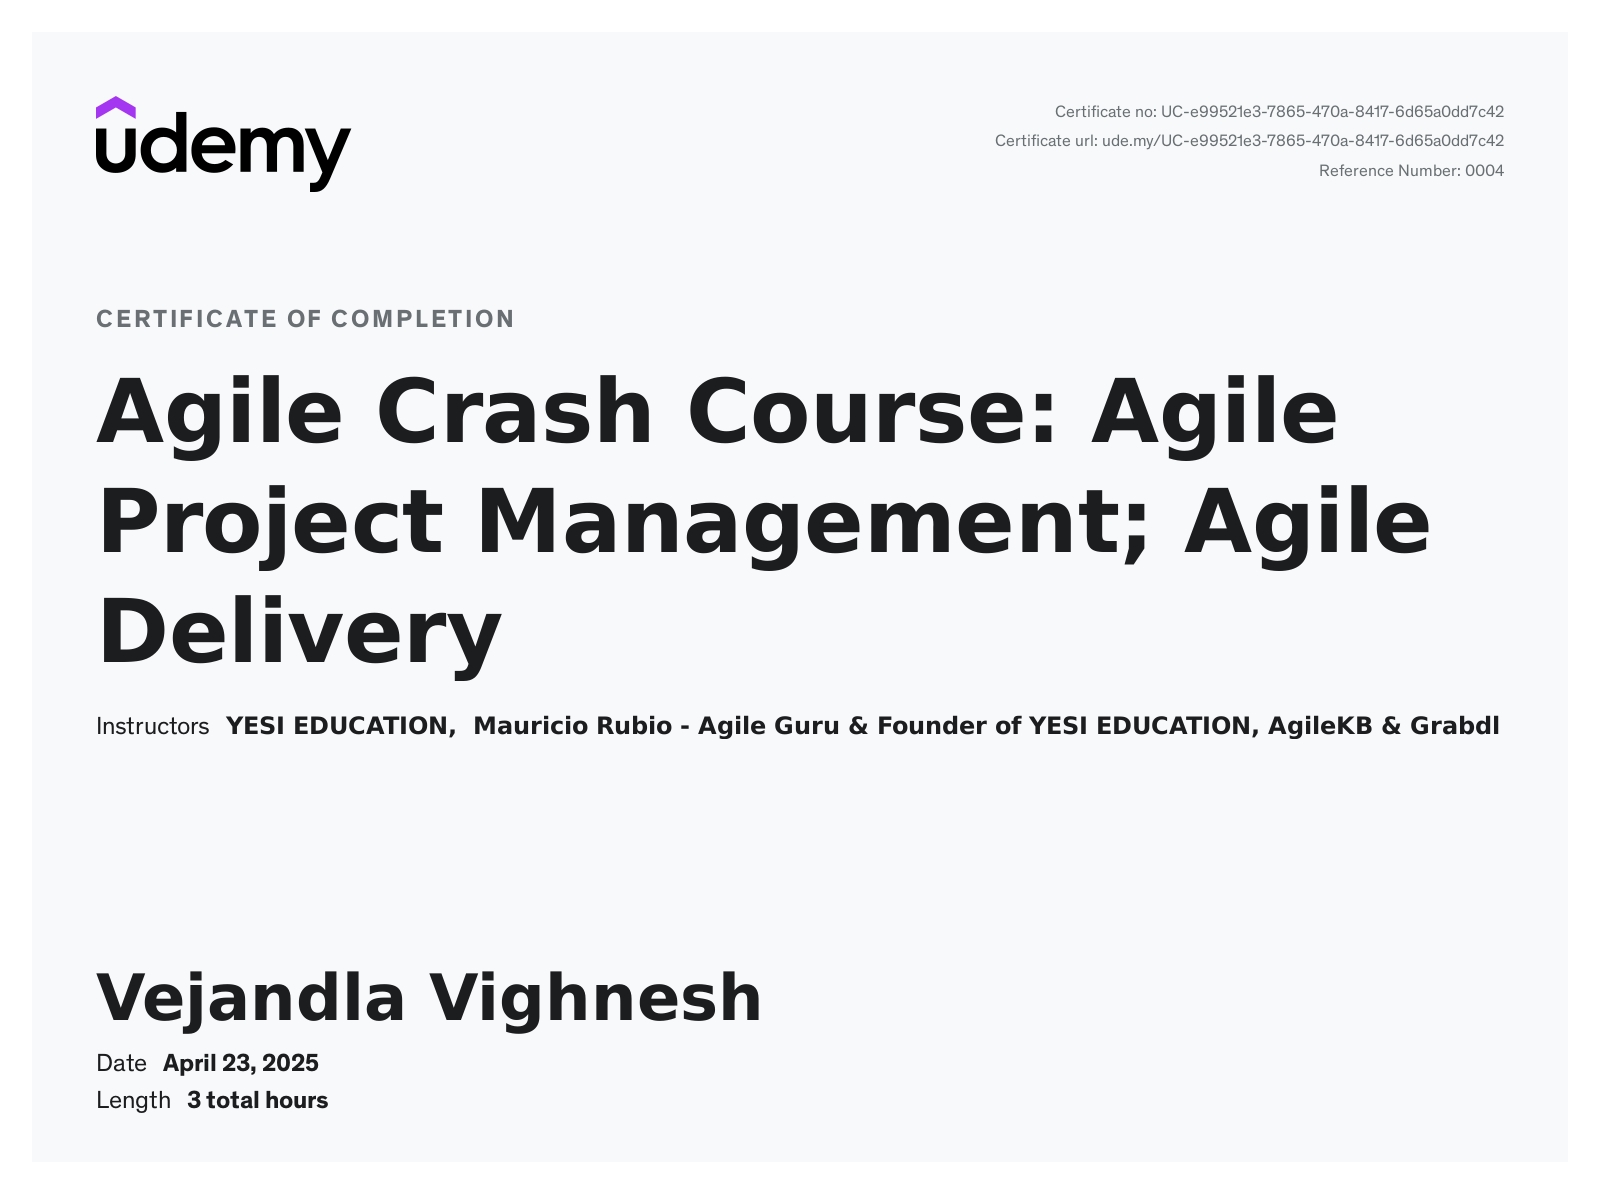 udemy
Certificate no: UC-e99521e3-7865-470a-8417-6d65a0dd7c42
Certificate url: ude.my/UC-e99521e3-7865-470a-8417-6d65a0dd7c42
Reference Number: 0004
CERTIFICATE OF COMPLETION
Agile Crash Course: Agile
Project Management; Agile
Delivery
Instructors YESI EDUCATION, Mauricio Rubio - Agile Guru & Founder of YESI EDUCATION, AgileKB & Grabdl
Vejandla Vighnesh
Date April 23, 2025
Length 3 total hours